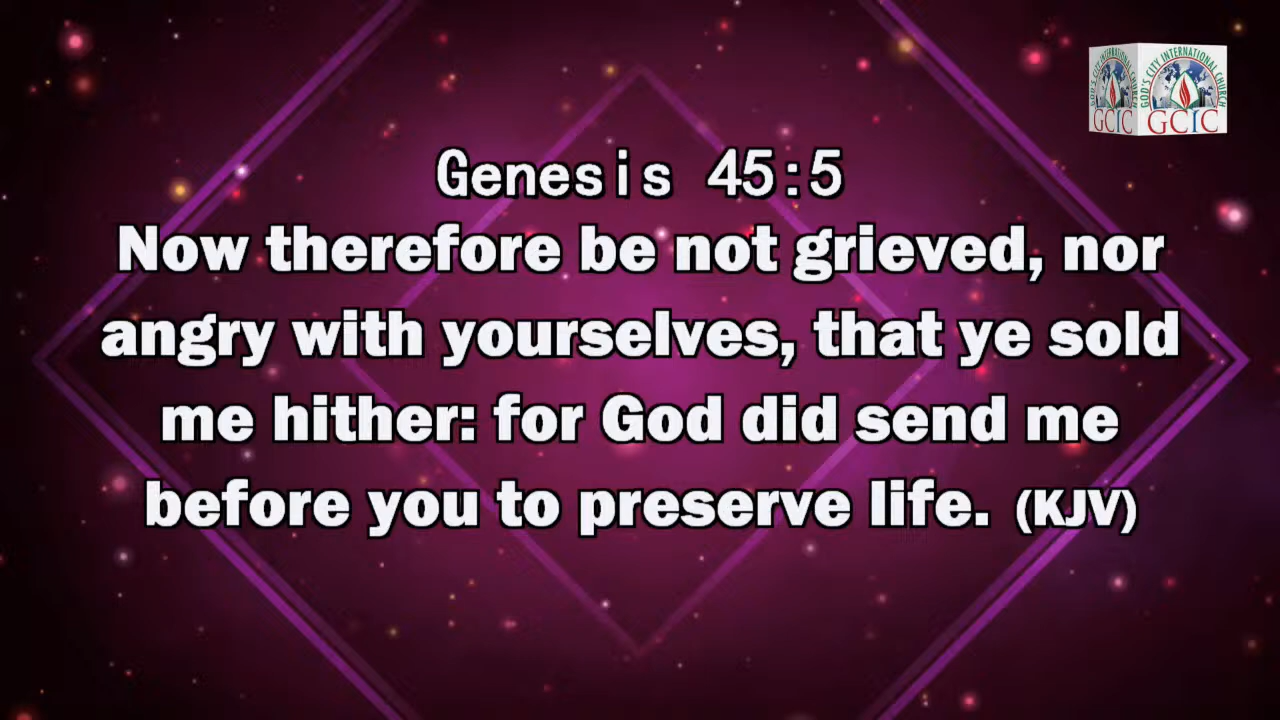 GOD'S CITY INTERNATIONAL CHURCH
GCIC
GCIC
Genesis 45:5
Now therefore be not grieved, nor
angry with yourselves, that ye sold
me hither: for God did send me
before you to preserve life. (KJV)